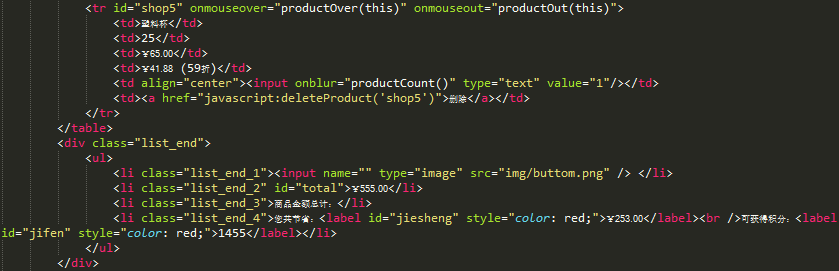 <tr id="shop5" onmouseover="productOver(this)" onmouseout="productOut(this)">
<td>塑料杯</td>
<td>25</td>
<td>¥65.00</td>
<td>¥41.88 (59折)</td>
<td align="center"><input onblur="productCount()" type="text" value="1"/></td>
<td><a href="javascript:deleteProduct('shop5')">删除</a></td>
</tr>
</table>
<div class="list_end">
<ul>
<li class="list_end_1"><input name="" type="image" src="img/buttom.png" /> </li>
<li class="list_end_2" id="total">¥555.00</li>
<li class="list_end_3">商品金额总计：</li>
<li class="list_end_4">您共节省：<label id="jiesheng" style="color: red;">¥253.00</label><br />可获得积分：<label
id="jifen" style="color: red;">1455</label></li>
</ul>
</div>